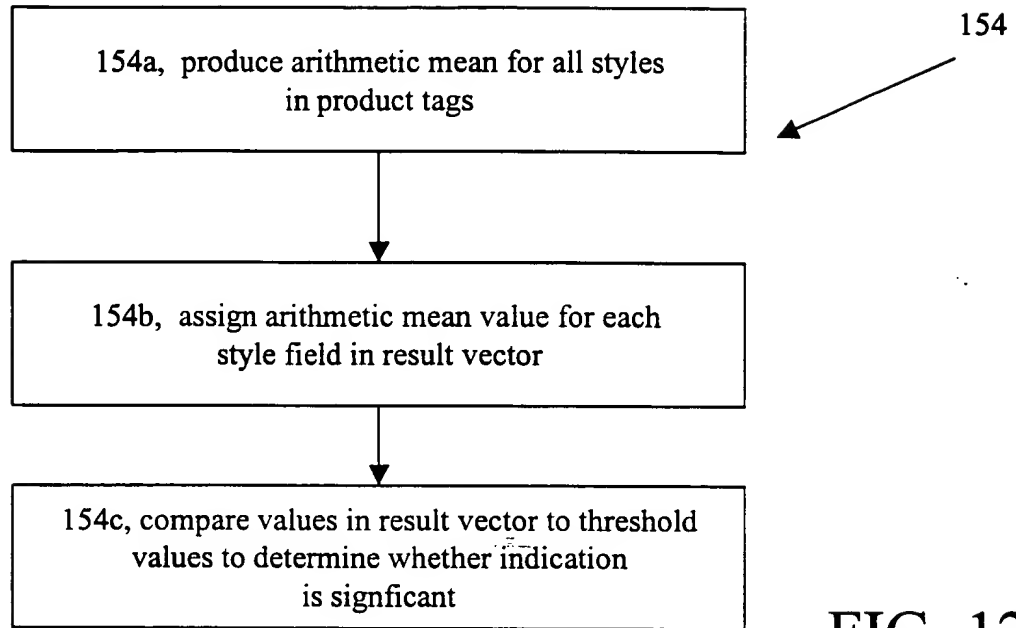 154
154a, produce arithmetic mean for all styles
in product tags
154b, assign arithmetic mean value for each
style field in result vector
154c, compare values in result vector to threshold
values to determine whether indication
is signficant
FIG. 12